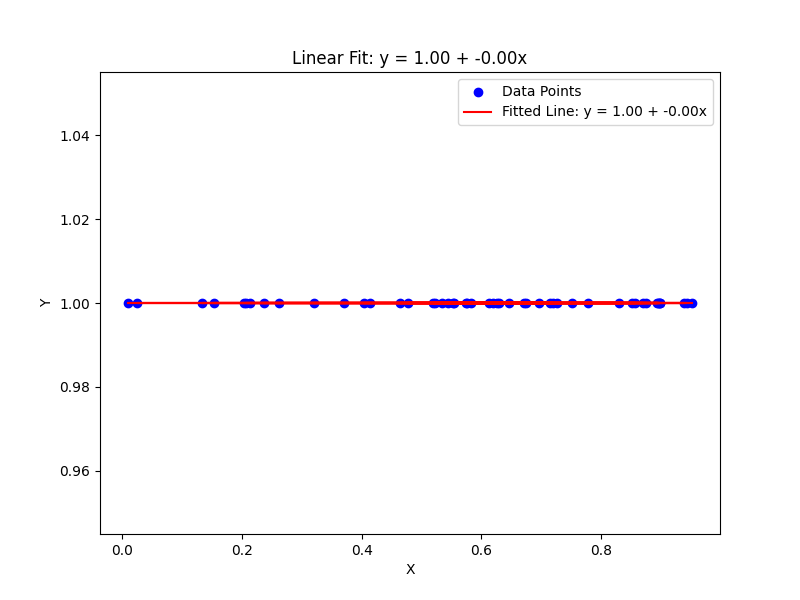 Linear Fit: y = 1.00 + -0.00x
Data Points
Fitted Line: y = 1.00 + -0.00x
1.04
1.02
1.00
0.98
0.96
Y
0.0 0.2 0.4 0.6 0.8
X